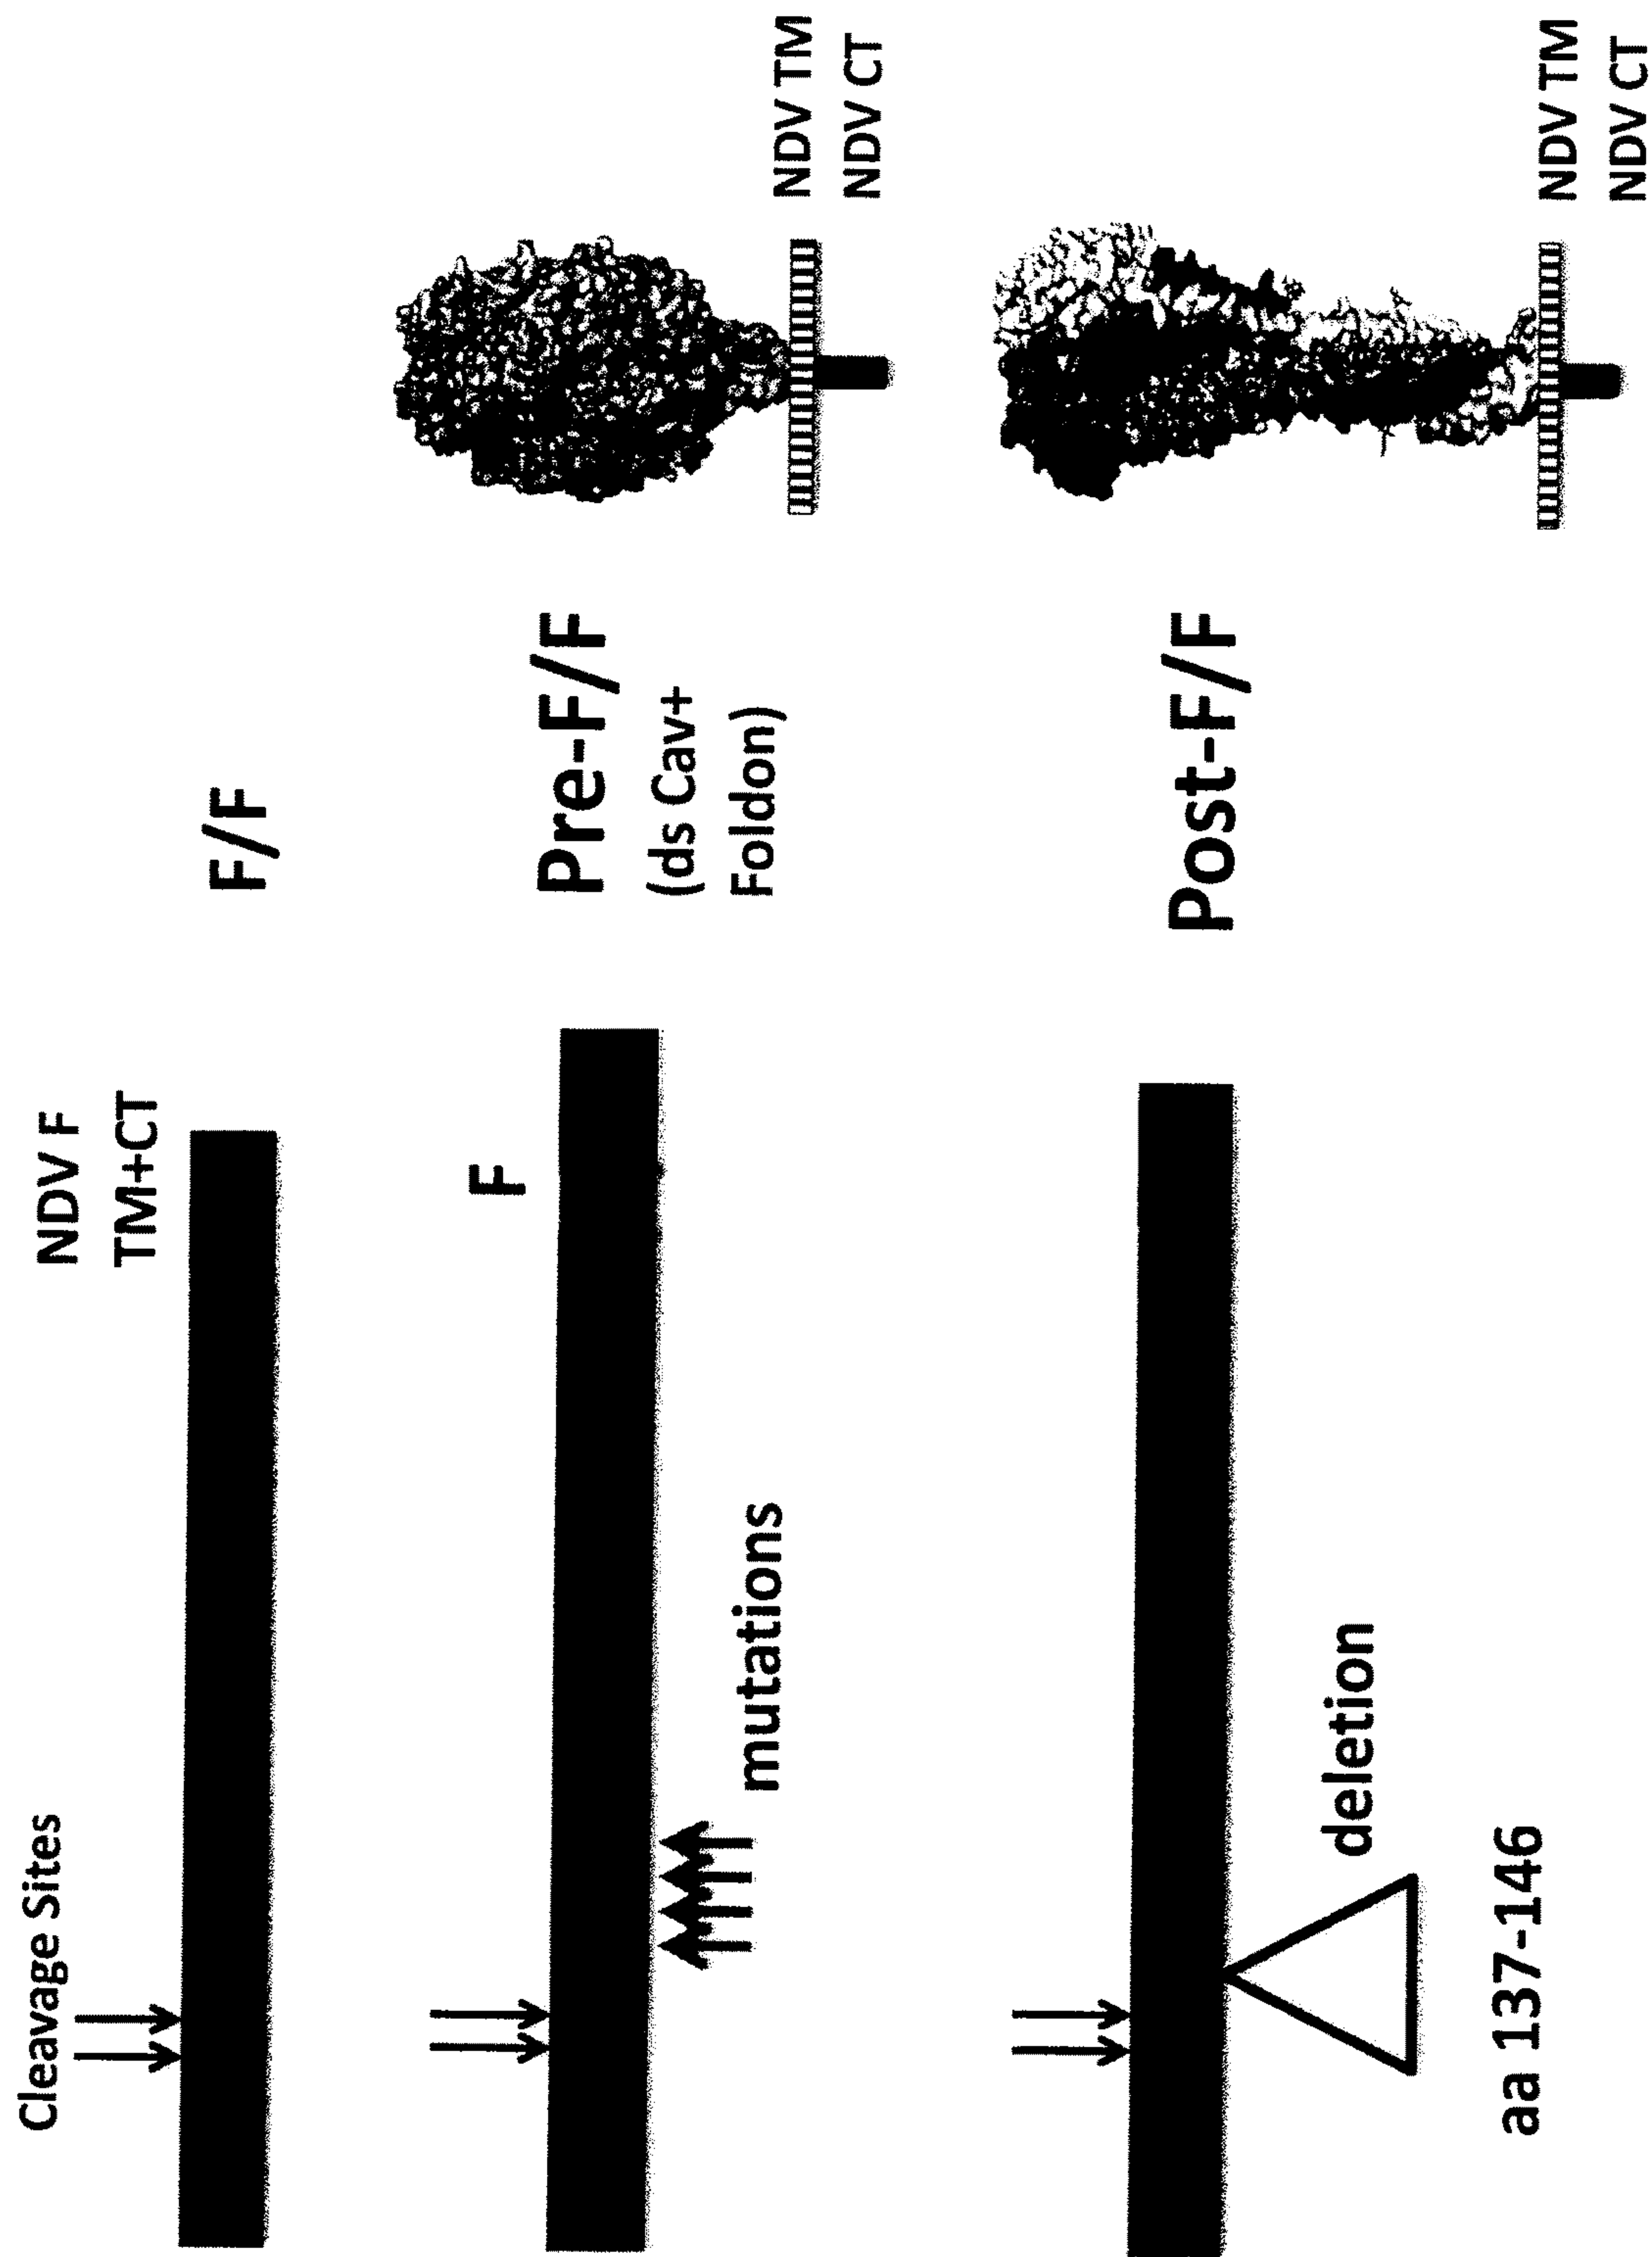 Cleavage Sites
NDV F
TM+CT
F/F
F
Pre-F/F
(ds Cav+
Foldon)
mutations
NDV TM
NDV CT
Post-F/F
deletion
aa 137-146
NDV TM
NDV CT